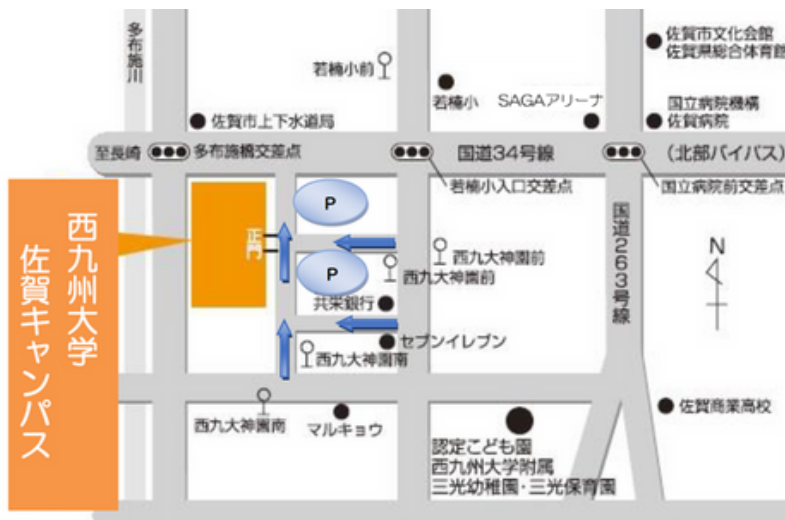 多布施川
若楠小前
若楠小
SAGAアリーナ
佐賀市文化会館
佐賀県総合体育館
国立病院機構
佐賀病院
佐賀市上下水道局
至長崎
多布施橋交差点
国道34号線
(北部バイパス)
若楠小入口交差点
国立病院前交差点
西九州大学
佐賀キャンパス
正門
P
P
西九大神園前
西九大神園前
国道263号線
N
共栄銀行
セブンイレブン
西九大神園南
西九大神園南
マルキョウ
佐賀商業高校
認定こども園
西九州大学附属
三光幼稚園・三光保育園